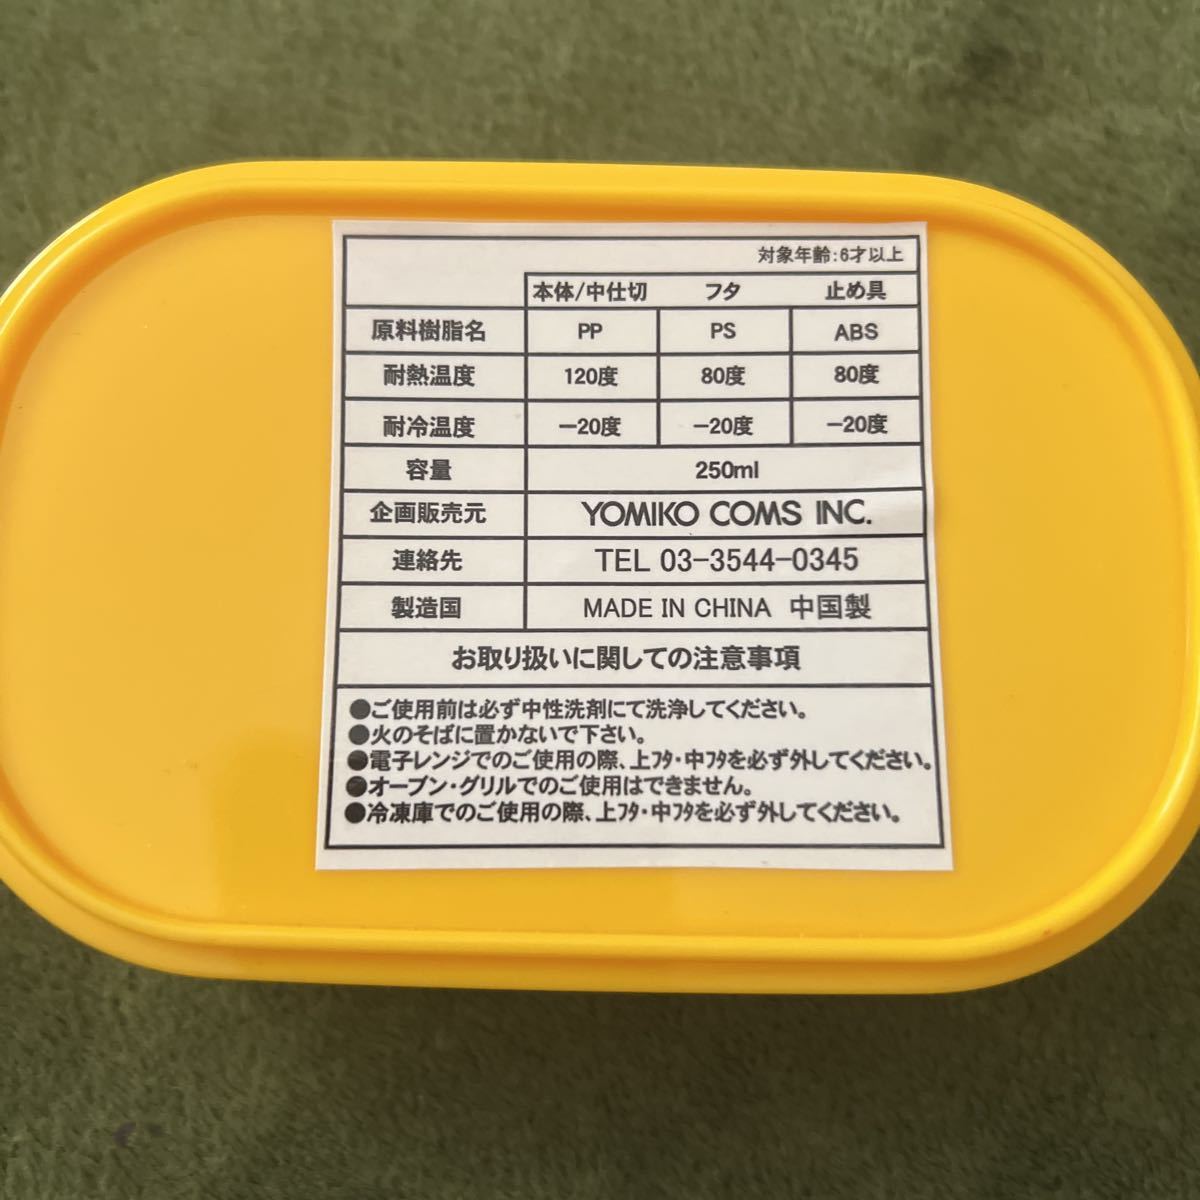 対象年齢:6才以上
本体/中仕切 フタ 止め具
原料樹脂名 PP PS ABS
耐熱温度 120度 80度 80度
耐冷温度 －20度 －20度 －20度
容量 250ml
企画販売元 YOMIKO COMS INC.
連絡先 TEL 03-3544-0345
製造国 MADE IN CHINA 中国製
お取り扱いに関しての注意事項
●ご使用前は必ず中性洗剤にて洗浄してください。
●火のそばに置かないで下さい。
●電子レンジでのご使用の際、上ﾌﾀ・中ﾌﾀを必ず外してください。
●オーブン・グリルでのご使用はできません。
●冷凍庫でのご使用の際、上ﾌﾀ・中ﾌﾀを必ず外してください。